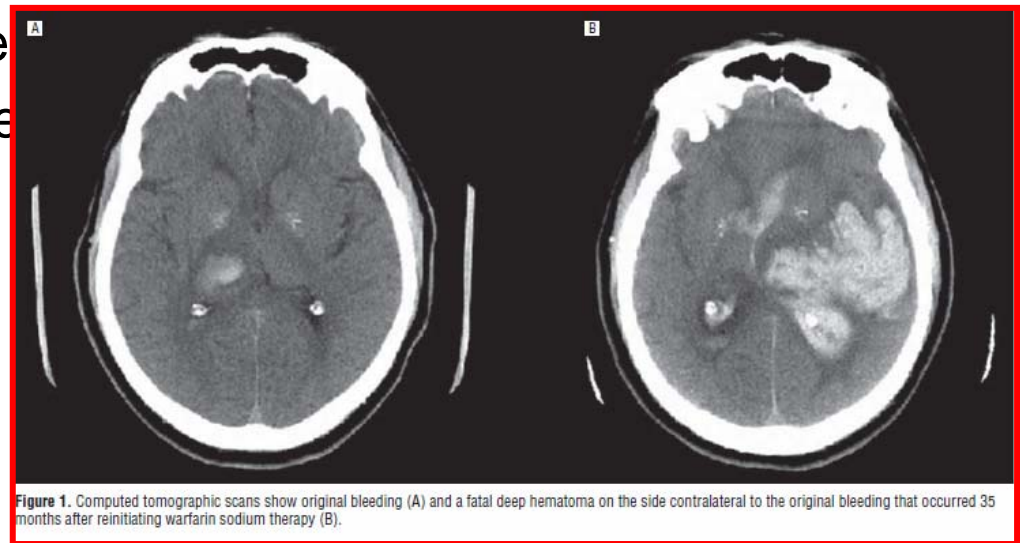 A
B
e
e
Figure 1. Computed tomographic scans show original bleeding (A) and a fatal deep hematoma on the side contralateral to the original bleeding that occurred 35
months after reinitiating warfarin sodium therapy (B).